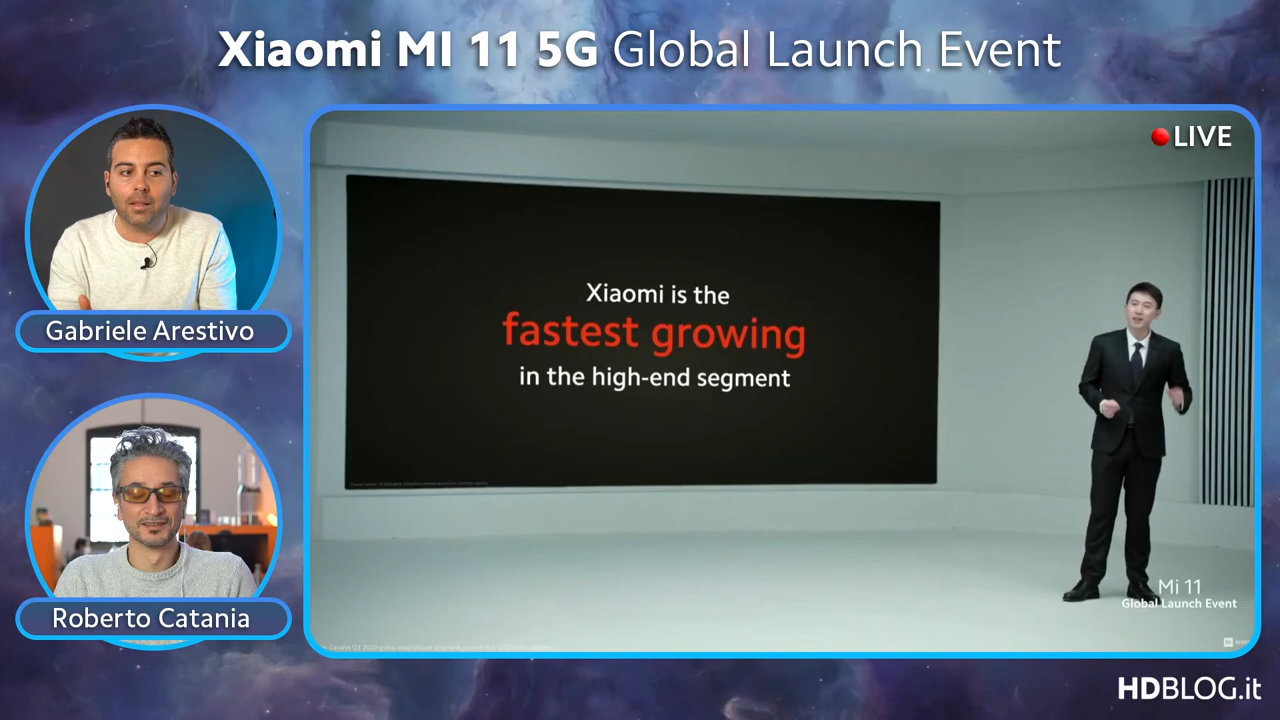 Xiaomi MI 11 5G Global Launch Event
LIVE
Gabriele Arestivo
Xiaomi is the
fastest growing
in the high-end segment
Roberto Catania
Mi 11
Global Launch Event
HDBLOG.it